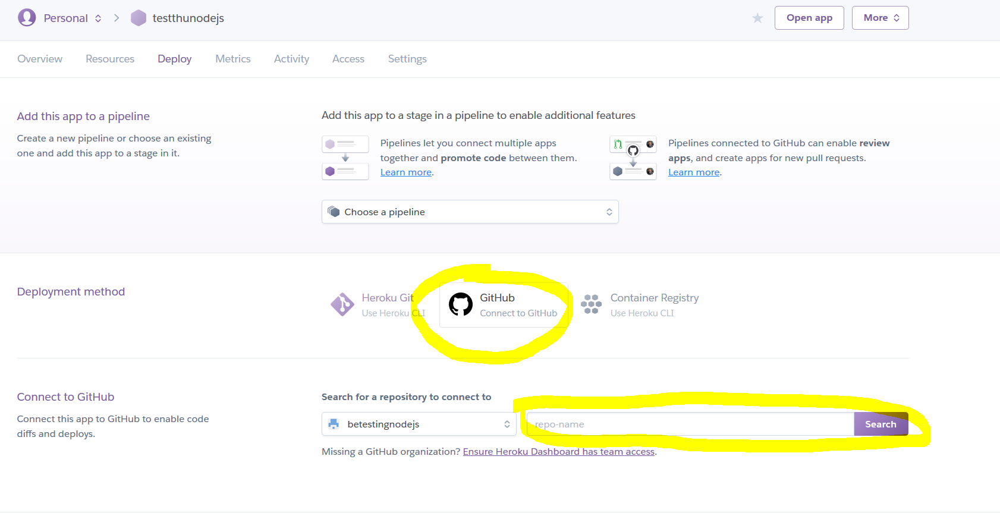 Personal
testthunodejs
Open app
More
Overview
Resources
Deploy
Metrics
Activity
Access
Settings
Add this app to a pipeline
Create a new pipeline or choose an existing
one and add this app to a stage in it.
Add this app to a stage in a pipeline to enable additional features
Pipelines let you connect multiple apps
together and promote code between them.
Learn more.
Pipelines connected to GitHub can enable review
apps, and create apps for new pull requests.
Learn more.
Choose a pipeline
Deployment method
Heroku Git
Use Heroku CLI
GitHub
Connect to GitHub
Container Registry
Use Heroku CLI
Connect to GitHub
Connect this app to GitHub to enable code
diffs and deploys.
Search for a repository to connect to
betestingnodejs
repo-name
Search
Missing a GitHub organization? Ensure Heroku Dashboard has team access.